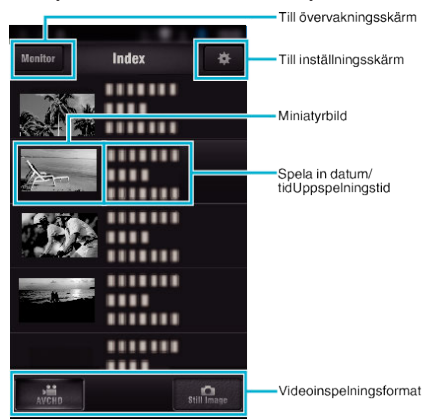 Till övervakningsskärm
Monitor
Index
Till inställningsskärm
Miniatyrbild
Spela in datum/
tidUppspelningstid
AVCHD
Still Image
Videoinspelningsformat